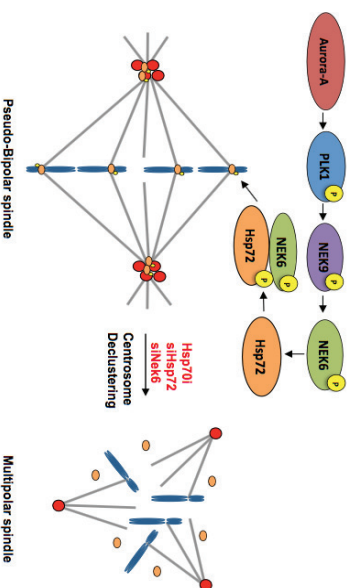 Aurora-A
PLK1
P
NEK9
P
NEK6
P
Hsp72
NEK6
P
Hsp72
P
Hsp70i
siHsp72
siNek6
Centrosome
Declustering
Pseudo-Bipolar spindle
Multipolar spindle